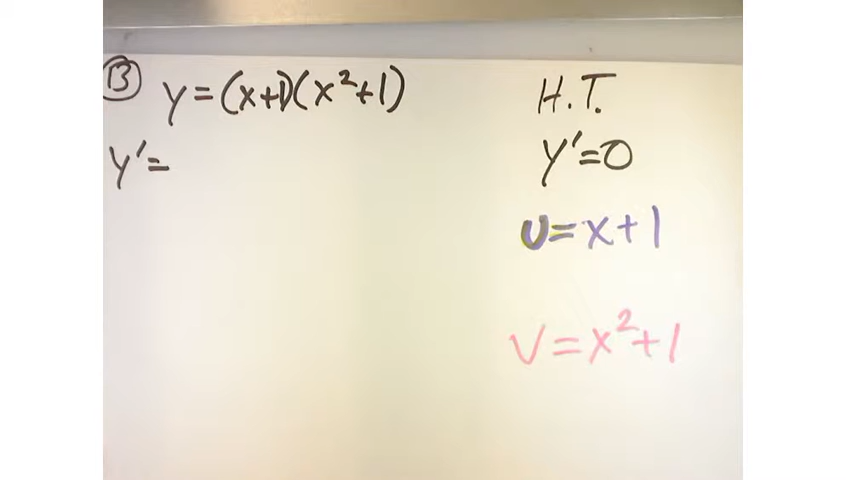 13 y=(x+1)(x²+1)
y'=
H.T.
y'=0
u=x+1
v=x²+1